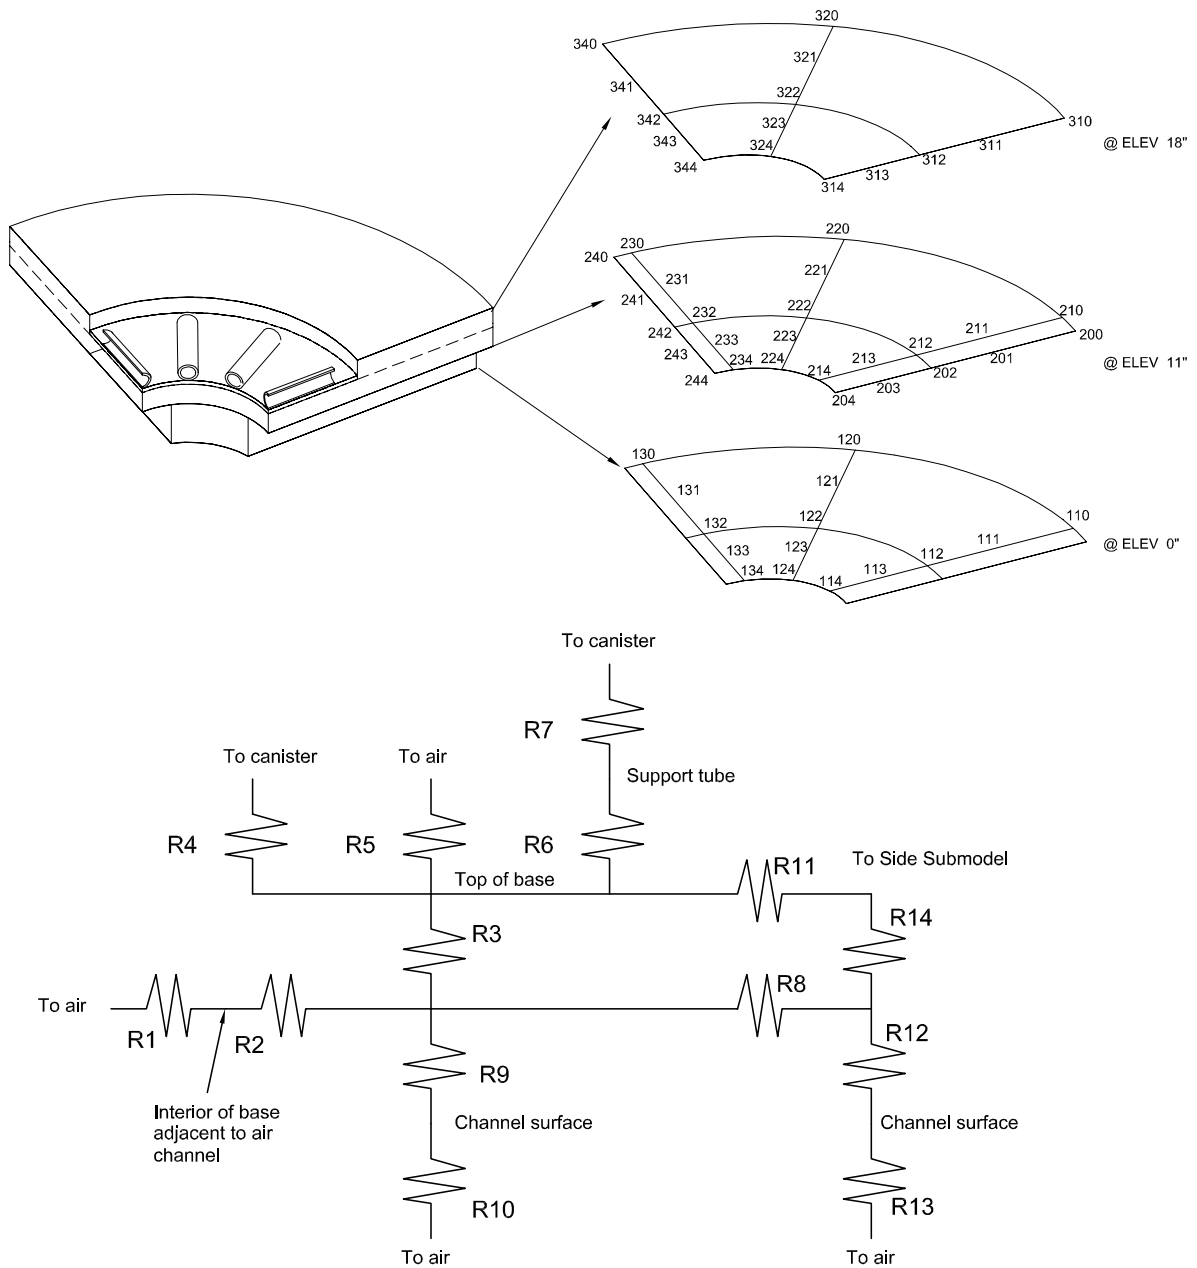 320
340
321
341
322
342
323
343
324
344
310
311
312
313
314
@ ELEV 18"
230
220
240
231
221
241
232
222
242
233
223
243
234
224
244
210
211
200
212
201
213
202
214
203
204
@ ELEV 11"
130
120
131
121
132
122
133
123
134
124
110
111
112
113
114
@ ELEV 0"
To canister
R7
To canister
To air
Support tube
R4
R5
R6
R11
To Side Submodel
Top of base
R3
R14
To air
R1
R2
R8
R12
R9
Interior of base
adjacent to air
channel
Channel surface
Channel surface
R10
R13
To air
To air